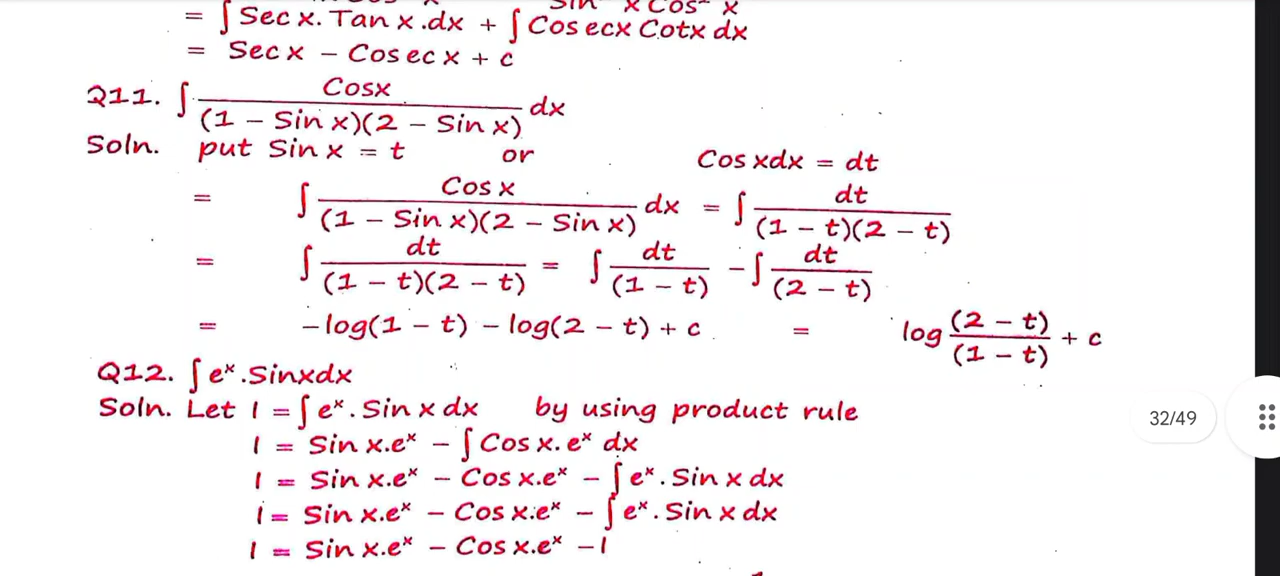 = ∫ Sec x. Tan x .dx + ∫ Cosecx Cotx dx
= Sec x – Cosec x + c
Q11. ∫ Cosx / (1 – Sin x)(2 – Sin x) dx
Soln. put Sin x = t or Cos xdx = dt
= ∫ Cos x / (1 – Sin x)(2 – Sin x) dx = ∫ dt / (1 – t)(2 – t)
= ∫ dt / (1 – t)(2 – t) = ∫ dt / (1 – t) – ∫ dt / (2 – t)
= –log(1 – t) – log(2 – t) + c = log (2 – t) / (1 – t) + c
Q12. ∫ eˣ.Sinxdx
Soln. Let I = ∫ eˣ. Sin x dx by using product rule
I = Sin x.eˣ – ∫ Cos x. eˣ dx
I = Sin x.eˣ – Cos x.eˣ – ∫ eˣ. Sin x dx
I = Sin x.eˣ – Cos x.eˣ – ∫ eˣ. Sin x dx
I = Sin x.eˣ – Cos x.eˣ – I
32/49